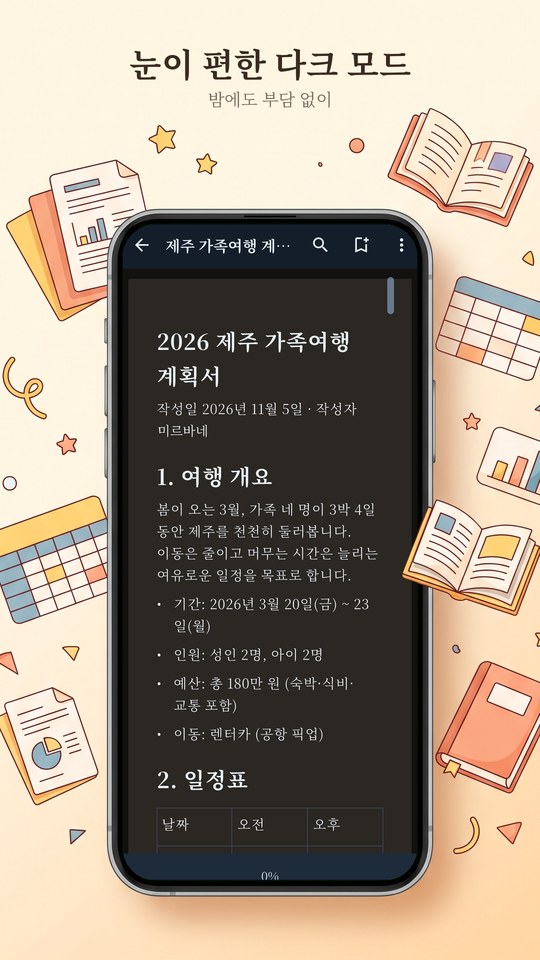 눈이 편한 다크 모드
밤에도 부담 없이
제주 가족여행 계…
2026 제주 가족여행
계획서
작성일 2026년 11월 5일 · 작성자
미르바네
1. 여행 개요
봄이 오는 3월, 가족 네 명이 3박 4일
동안 제주를 천천히 둘러봅니다.
이동은 줄이고 머무는 시간은 늘리는
여유로운 일정을 목표로 합니다.
• 기간: 2026년 3월 20일(금) ~ 23
일(월)
• 인원: 성인 2명, 아이 2명
• 예산: 총 180만 원 (숙박·식비·
교통 포함)
• 이동: 렌터카 (공항 픽업)
2. 일정표
날짜 오전 오후
0%